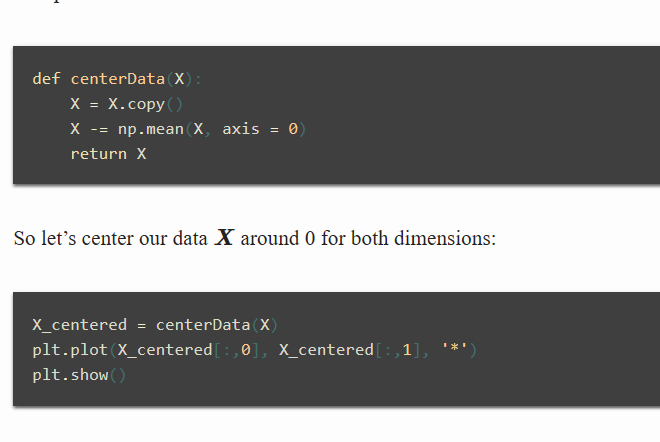 def centerData(X):
    X = X.copy()
    X -= np.mean(X, axis = 0)
    return X
So let’s center our data X around 0 for both dimensions:
X_centered = centerData(X)
plt.plot(X_centered[:,0], X_centered[:,1], '*')
plt.show()